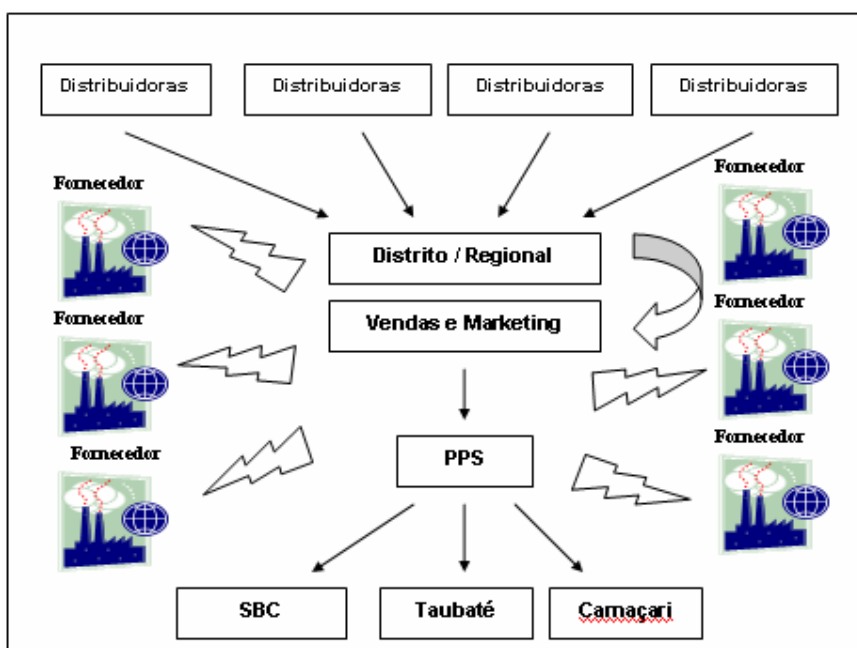 Distribuidoras
Distribuidoras
Distribuidoras
Distribuidoras
Fornecedor
Fornecedor
Distrito / Regional
Vendas e Marketing
Fornecedor
Fornecedor
Fornecedor
Fornecedor
PPS
SBC
Taubaté
Camaçari